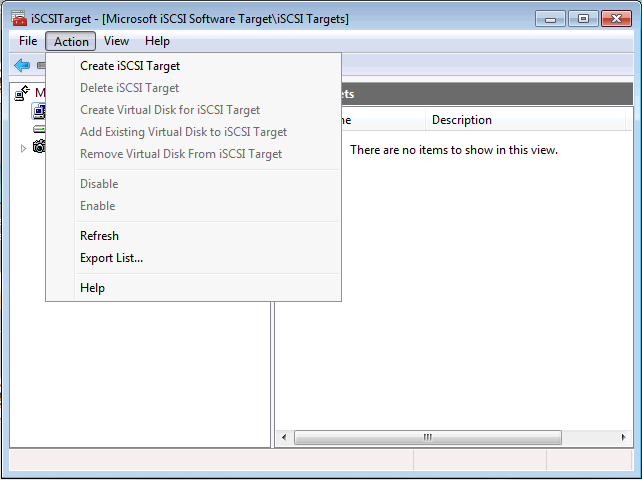 iSCSITarget - [Microsoft iSCSI Software Target\iSCSI Targets]
File Action View Help
Create iSCSI Target
Delete iSCSI Target
Create Virtual Disk for iSCSI Target
Add Existing Virtual Disk to iSCSI Target
Remove Virtual Disk From iSCSI Target
Disable
Enable
Refresh
Export List...
Help
M
ets
me Description
There are no items to show in this view.